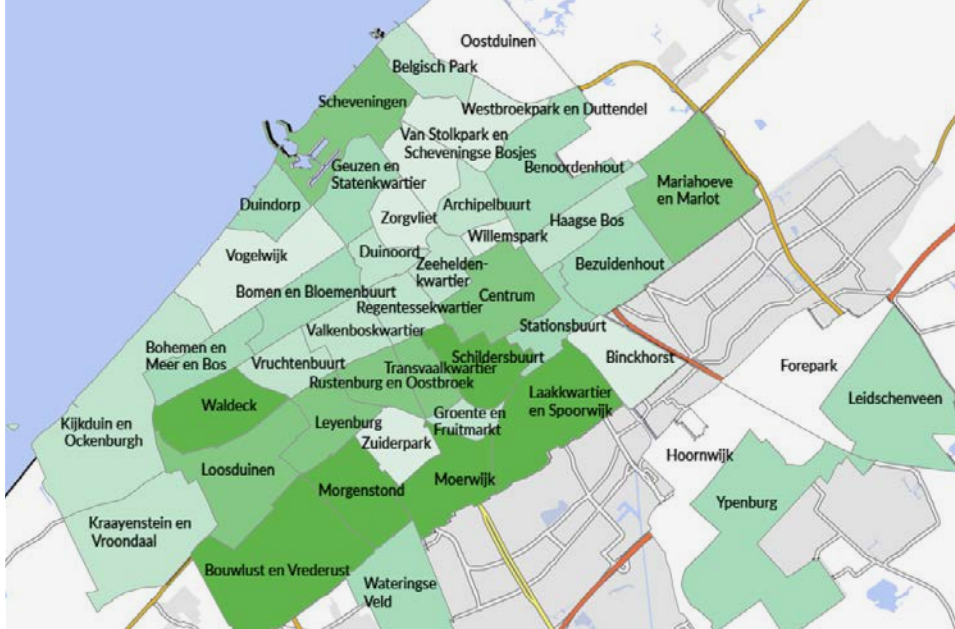 Oostduinen
Belgisch Park
Scheveningen
Westbroekpark en Duttendel
Van Stolkpark en
Scheveningse Bosjes
Geuzen en
Statenkwartier
Benoordenhout
Mariahoeve
en Marlot
Duindorp
Archipelbuurt
Zorgvliet
Haagse Bos
Willemspark
Vogelwijk
Duinoord
Zeehelden-
kwartier
Bezuidenhout
Bomen en Bloemenbuurt
Centrum
Regentessekwartier
Stationsbuurt
Valkenboskwartier
Bohemen en
Meer en Bos
Vruchtenbuurt
Schildersbuurt
Binckhorst
Transvaalkwartier
Forepark
Rustenburg en Oostbroek
Laakkwartier
en Spoorwijk
Leidschenveen
Waldeck
Kijkduin en
Ockenburgh
Leyenburg
Groente en
Fruitmarkt
Zuiderpark
Hoornwijk
Loosduinen
Moerwijk
Morgenstond
Ypenburg
Kraayenstein en
Vroondaal
Bouwlust en Vrederust
Wateringse
Veld